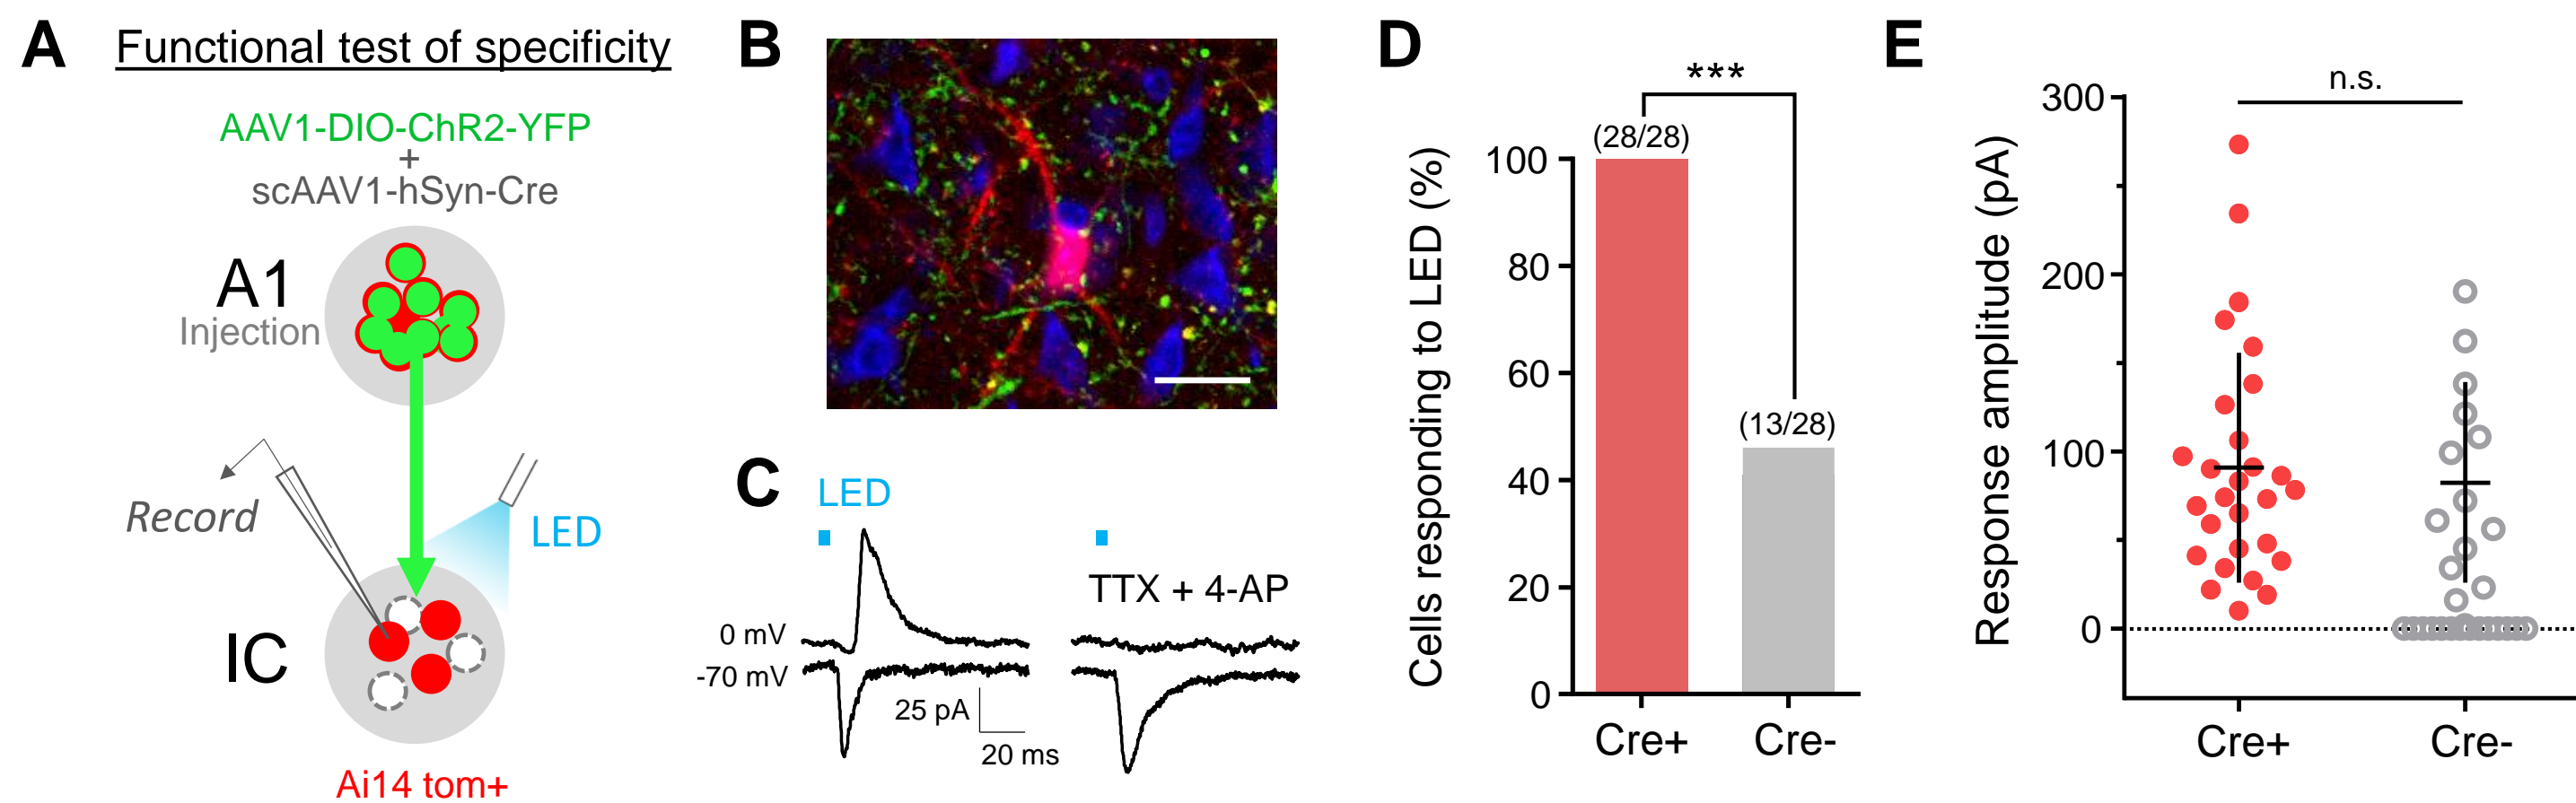 A
Functional test of specificity
AAV1-DIO-ChR2-YFP
+
scAAV1-hSyn-Cre
A1
Injection
Record
LED
IC
Ai14 tom+
B
C
LED
TTX + 4-AP
0 mV
-70 mV
25 pA
20 ms
D
Cells responding to LED (%)
***
(28/28)
(13/28)
100
80
60
40
20
0
Cre+
Cre-
E
Response amplitude (pA)
n.s.
300
200
100
0
Cre+
Cre-